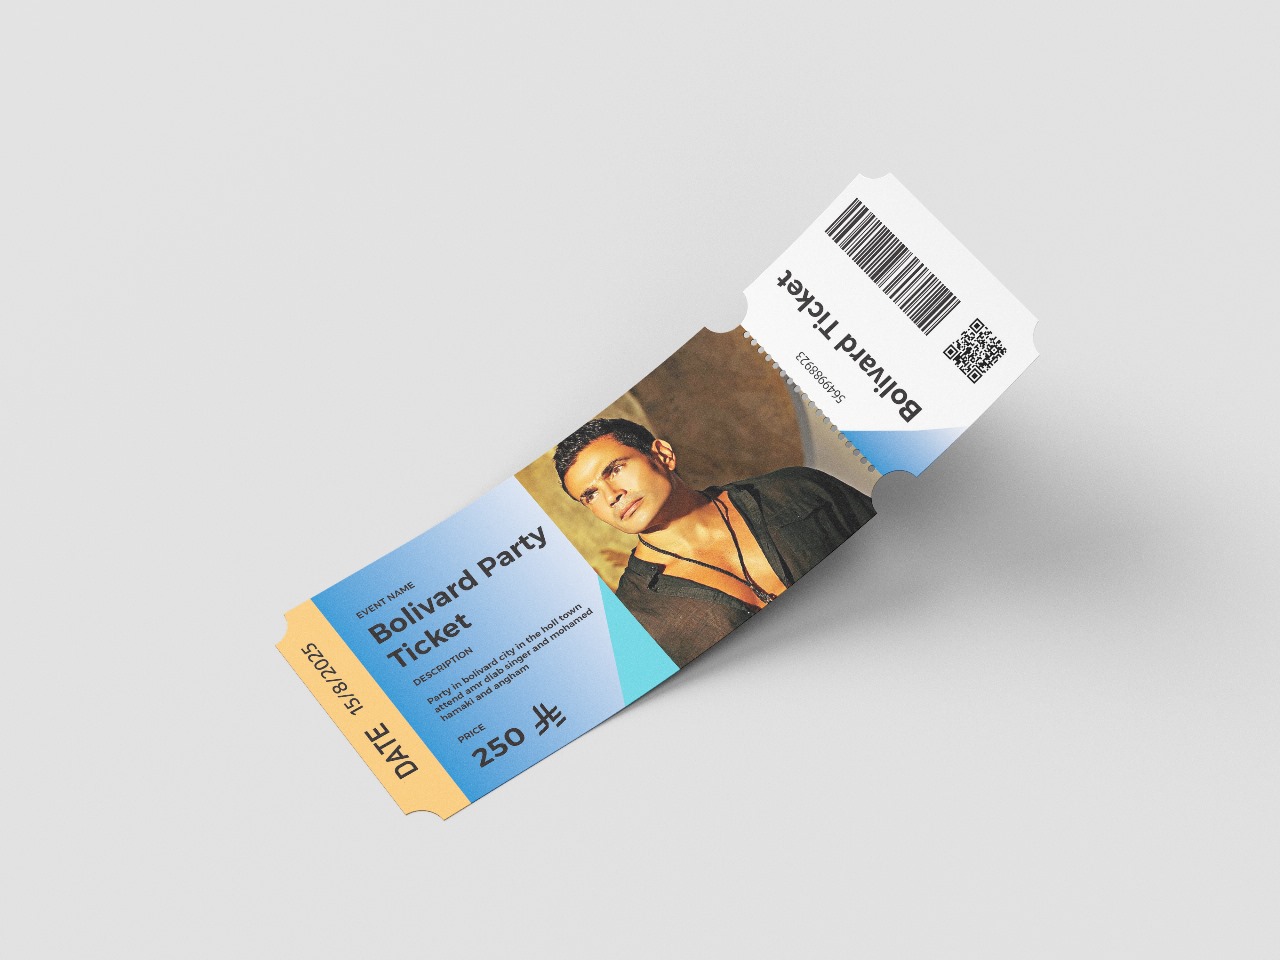 EVENT NAME
Bolivard Party
Ticket
DESCRIPTION
Party in bolivard city in the holl town
attend amr diab singer and mohamed
hamaki and angham
PRICE
250
DATE 15/8/2025
Bolivard Ticket
5649988923